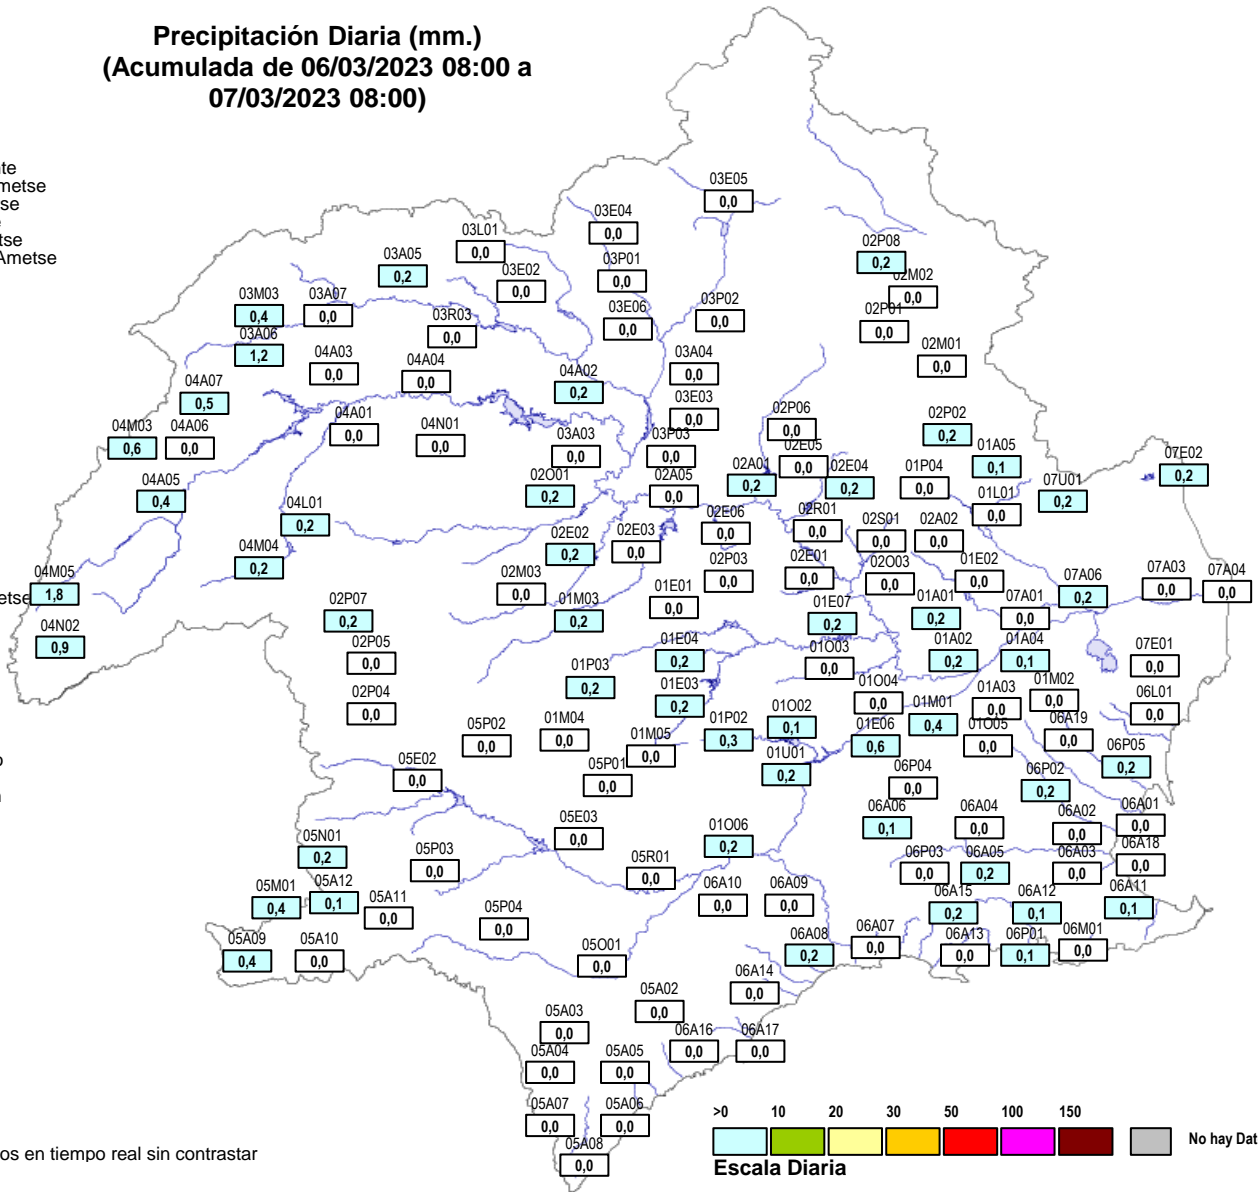 Precipitación Diaria (mm.)
(Acumulada de 06/03/2023 08:00 a
07/03/2023 08:00)
03E05
0,0
03E04
0,0
03L01
0,0
03A05
0,2
03E02
0,0
03P01
0,0
02P08
0,2
02M02
0,0
03M03
0,4
03A07
0,0
03R03
0,0
03E06
0,0
03P02
0,0
02P01
0,0
03A06
1,2
04A03
0,0
04A04
0,0
04A02
0,2
03A04
0,0
02M01
0,0
04A07
0,5
03E03
0,0
04M03
0,6
04A06
0,0
04A01
0,0
04N01
0,0
03A03
0,0
03P03
0,0
02P06
0,0
02P02
0,2
02E05
0,0
01A05
0,1
07E02
0,2
04A05
0,4
02O01
0,2
02A05
0,0
02A01
0,2
02E04
0,2
01P04
0,0
07U01
0,2
01L01
0,0
04L01
0,2
02E06
0,0
02R01
0,0
02S01
0,0
02A02
0,0
04M04
0,2
02E02
0,2
02E03
0,0
04M05
1,8
02M03
0,0
02P03
0,0
02E01
0,0
02O03
0,0
01E02
0,0
07A06
0,2
07A03
0,0
07A04
0,0
02P07
0,2
01M03
0,2
01E01
0,0
01E07
0,2
01A01
0,2
07A01
0,0
04N02
0,9
02P05
0,0
01E04
0,2
01O03
0,0
01A02
0,2
01A04
0,1
07E01
0,0
01P03
0,2
01E03
0,2
01O04
0,0
01A03
0,0
01M02
0,0
06L01
0,0
02P04
0,0
01M01
0,4
05P02
0,0
01M04
0,0
01M05
0,0
01P02
0,3
01O02
0,1
01E06
0,6
01O05
0,0
06A19
0,0
06P05
0,2
05E02
0,0
05P01
0,0
01U01
0,2
06P04
0,0
06P02
0,2
05E03
0,0
01O06
0,2
06A06
0,1
06A04
0,0
06A02
0,0
06A01
0,0
05N01
0,2
05P03
0,0
05R01
0,0
06P03
0,0
06A05
0,2
06A03
0,0
06A18
0,0
05M01
0,4
05A12
0,1
05A11
0,0
06A10
0,0
06A09
0,0
06A15
0,2
06A12
0,1
06A11
0,1
05A09
0,4
05A10
0,0
05P04
0,0
05O01
0,0
06A08
0,2
06A07
0,0
06A13
0,0
06P01
0,1
06M01
0,0
06A14
0,0
05A02
0,0
05A03
0,0
06A16
0,0
06A17
0,0
05A04
0,0
05A05
0,0
05A07
0,0
05A06
0,0
05A08
0,0
>0 10 20 30 50 100 150
No hay Dat
Escala Diaria
os en tiempo real sin contrastar